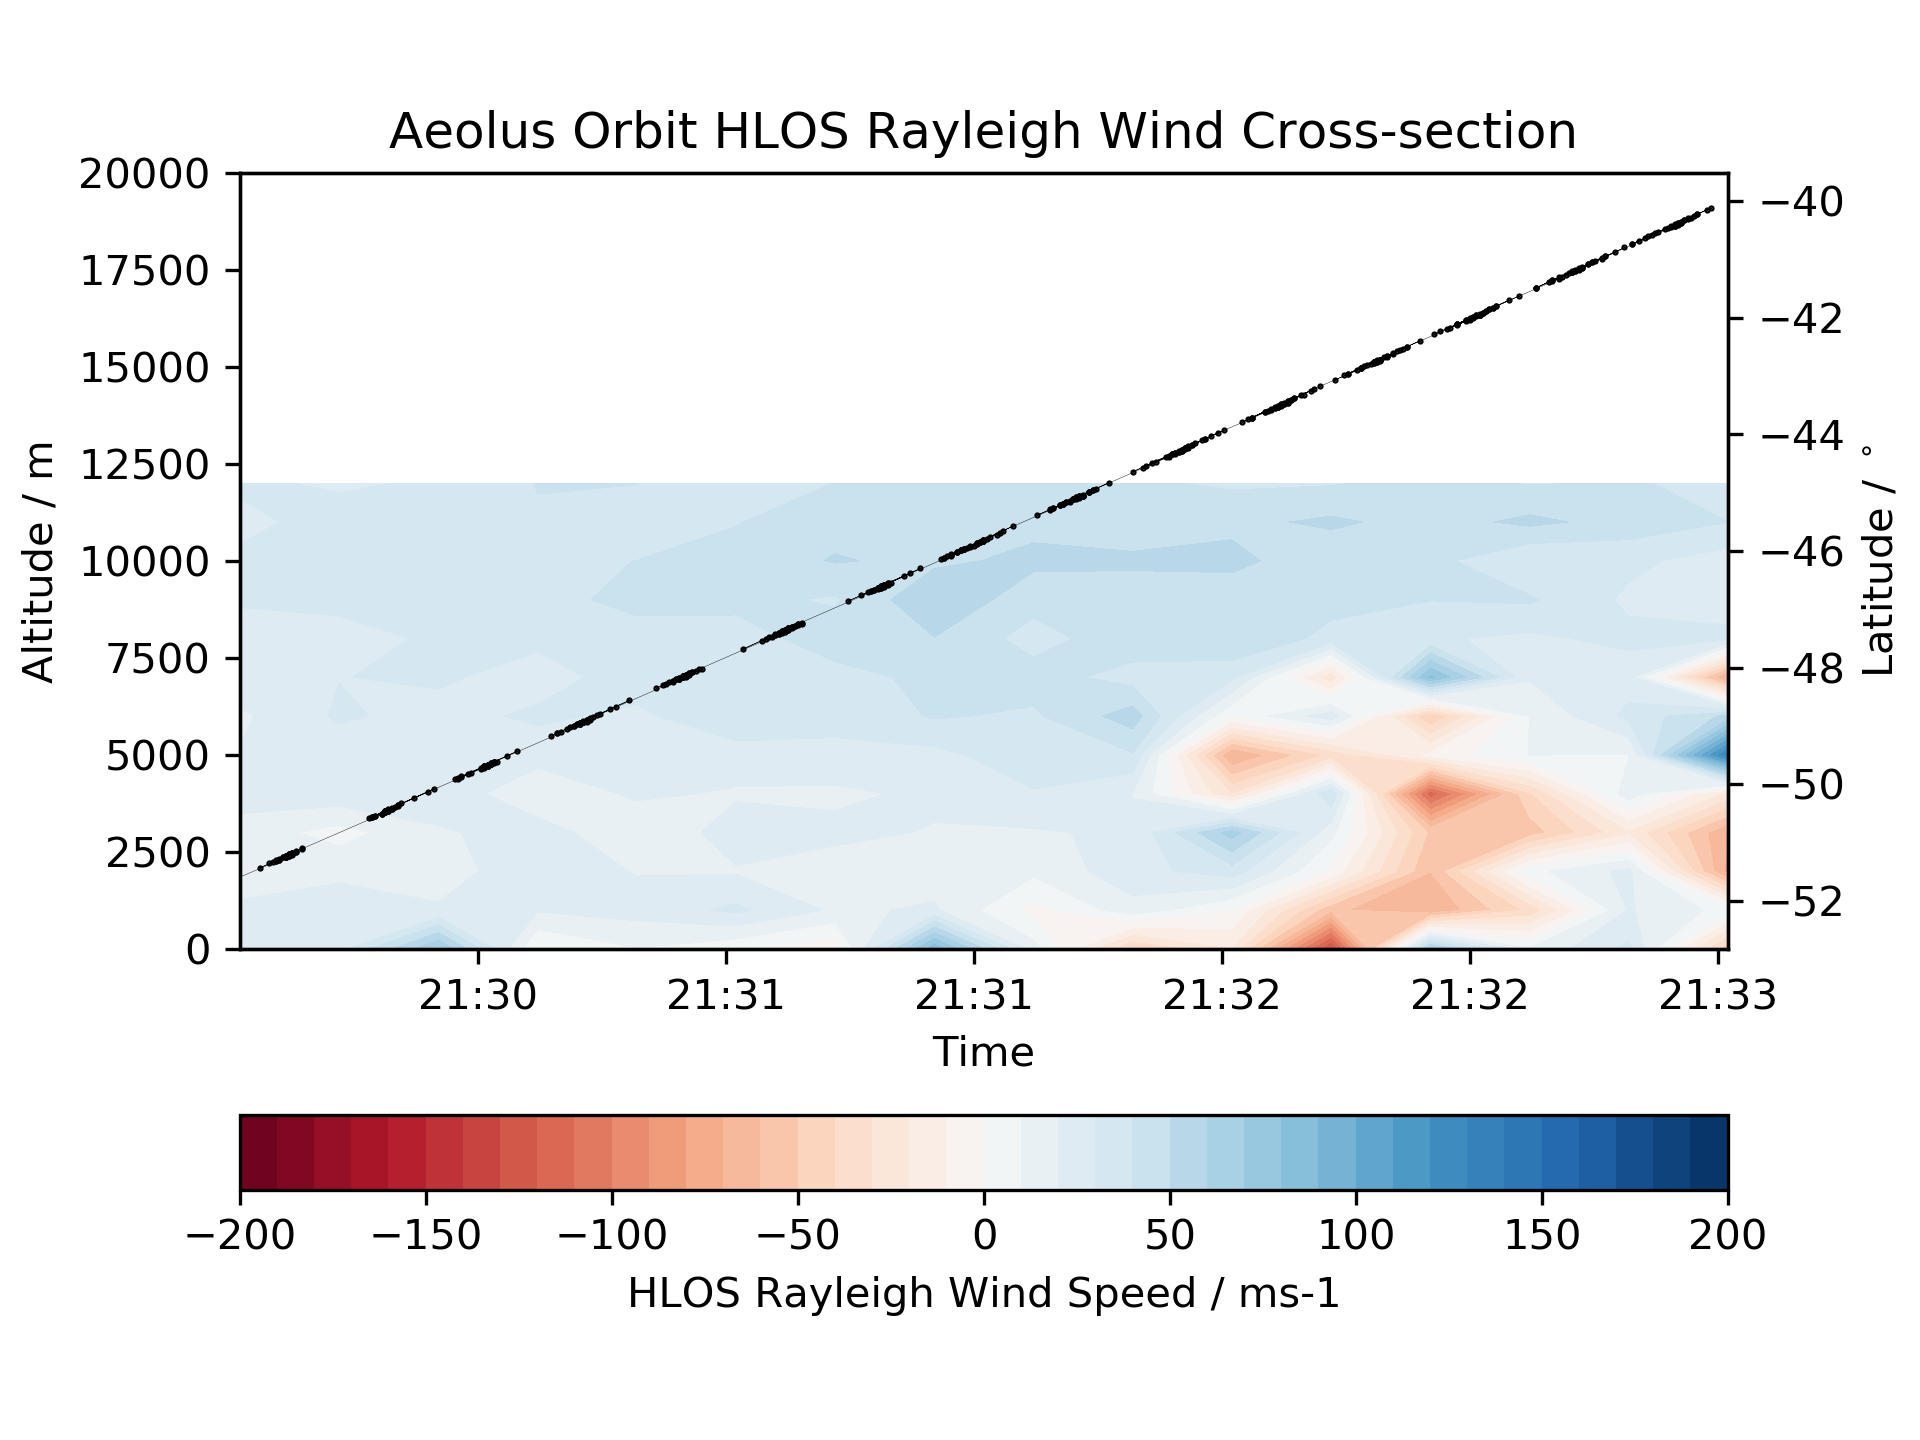 Aeolus Orbit HLOS Rayleigh Wind Cross-section
20000
17500
15000
12500
10000
7500
5000
2500
0
Altitude / m
−40
−42
−44
−46
−48
−50
−52
Latitude / °
21:30 21:31 21:31 21:32 21:32 21:33
Time
−200 −150 −100 −50 0 50 100 150 200
HLOS Rayleigh Wind Speed / ms-1